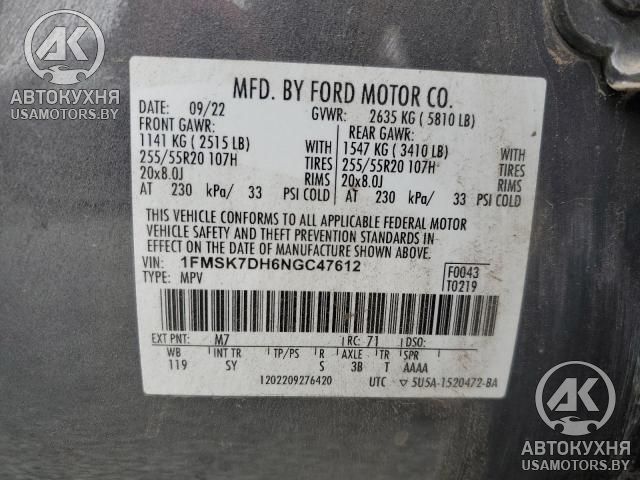 AK
АВТОКУХНЯ
USAMOTORS.BY
MFD. BY FORD MOTOR CO.
DATE: 09/22 GVWR: 2635 KG ( 5810 LB)
FRONT GAWR: REAR GAWR:
1141 KG ( 2515 LB) 1547 KG ( 3410 LB)
255/55R20 107H TIRES 255/55R20 107H TIRES
20x8.0J RIMS 20x8.0J RIMS
AT 230 kPa/ 33 PSI COLD AT 230 kPa/ 33 PSI COLD
THIS VEHICLE CONFORMS TO ALL APPLICABLE FEDERAL MOTOR
VEHICLE SAFETY AND THEFT PREVENTION STANDARDS IN
EFFECT ON THE DATE OF MANUFACTURE SHOWN ABOVE.
VIN: 1FMSK7DH6NGC47612
TYPE: MPV
F0043
T0219
EXT PNT: M7 RC: 71 DSO:
WB INT TR TP/PS R AXLE TR SPR
119 SY S 3B T AAAA
1202209276420 UTC ▽ 5U5A-1520472-BA
AK
АВТОКУХНЯ
USAMOTORS.BY